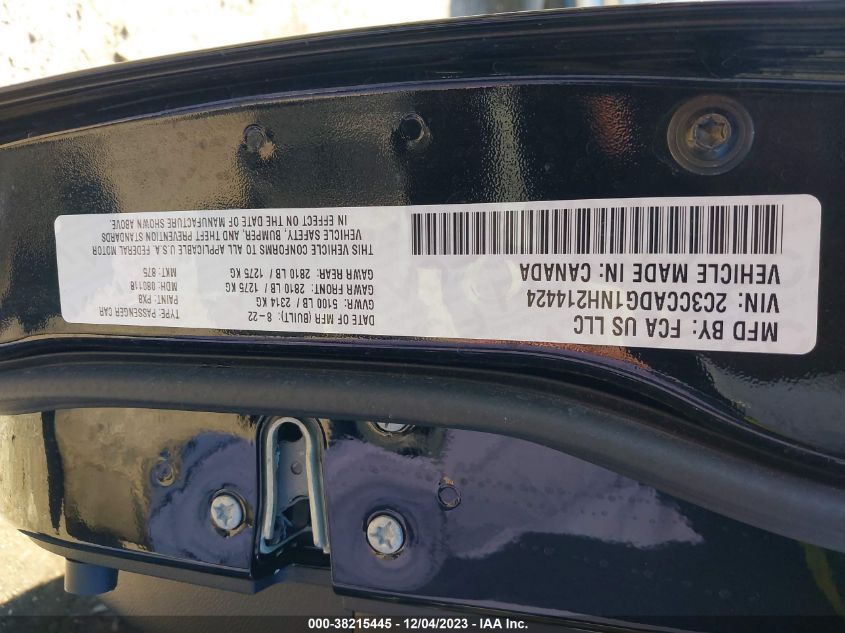 MFD BY: FCA US LLC
DATE OF MFR (BUILT): 8-22
TYPE: PASSENGER CAR
VIN: 2C3CCADG1NH214424
GVWR: 5100 LB / 2314 KG
PAINT: PX8
VEHICLE MADE IN: CANADA
GAWR FRONT: 2810 LB / 1275 KG
MDH: 080118
GAWR REAR: 2810 LB / 1275 KG
MKT: 875
THIS VEHICLE CONFORMS TO ALL APPLICABLE U.S.A. FEDERAL MOTOR
VEHICLE SAFETY, BUMPER, AND THEFT PREVENTION STANDARDS
IN EFFECT ON THE DATE OF MANUFACTURE SHOWN ABOVE.
000-38215445 - 12/04/2023 - IAA Inc.